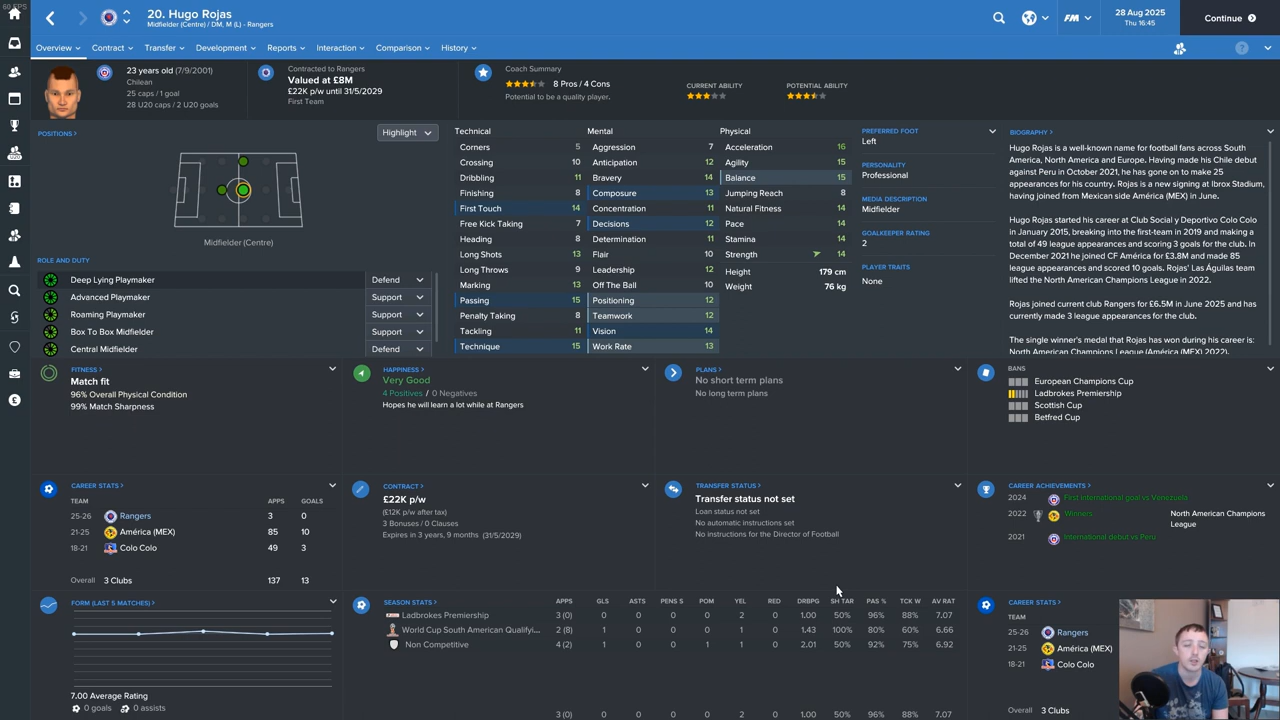 60 FPS
20. Hugo Rojas
Midfielder (Centre) / DM, M (L) - Rangers
28 Aug 2025
Thu 16:45
FM
Continue
Overview
Contract
Transfer
Development
Reports
Interaction
Comparison
History
23 years old (7/9/2001)
Chilean
25 caps / 1 goal
28 U20 caps / 2 U20 goals
Contracted to Rangers
Valued at £8M
£22K p/w until 31/5/2029
First Team
Coach Summary
8 Pros / 4 Cons
Potential to be a quality player.
CURRENT ABILITY
POTENTIAL ABILITY
POSITIONS >
Highlight
Midfielder (Centre)
ROLE AND DUTY
Deep Lying Playmaker Defend
Advanced Playmaker Support
Roaming Playmaker Support
Box To Box Midfielder Support
Central Midfielder Defend
Technical
Corners 5
Crossing 10
Dribbling 11
Finishing 8
First Touch 14
Free Kick Taking 7
Heading 8
Long Shots 13
Long Throws 9
Marking 13
Passing 15
Penalty Taking 8
Tackling 11
Technique 15
Mental
Aggression 7
Anticipation 12
Bravery 14
Composure 13
Concentration 11
Decisions 12
Determination 11
Flair 10
Leadership 12
Off The Ball 10
Positioning 12
Teamwork 12
Vision 14
Work Rate 13
Physical
Acceleration 16
Agility 15
Balance 15
Jumping Reach 8
Natural Fitness 14
Pace 14
Stamina 14
Strength 14
Height 179 cm
Weight 76 kg
PREFERRED FOOT
Left
PERSONALITY
Professional
MEDIA DESCRIPTION
Midfielder
GOALKEEPER RATING
2
PLAYER TRAITS
None
BIOGRAPHY >
Hugo Rojas is a well-known name for football fans across South
America, North America and Europe. Having made his Chile debut
against Peru in October 2021, he has gone on to make 25
appearances for his country. Rojas is a new signing at Ibrox Stadium,
having joined from Mexican side América (MEX) in June.
Hugo Rojas started his career at Club Social y Deportivo Colo Colo
in January 2015, breaking into the first-team in 2019 and making a
total of 49 league appearances and scoring 3 goals for the club. In
December 2021 he joined CF América for £3.8M and made 85
league appearances and scored 10 goals. Rojas' Las Águilas team
lifted the North American Champions League in 2022.
Rojas joined current club Rangers for £6.5M in June 2025 and has
currently made 3 league appearances for the club.
The single winner's medal that Rojas has won during his career is:
North American Champions League (América (MEX) 2022).
FITNESS >
Match fit
96% Overall Physical Condition
99% Match Sharpness
HAPPINESS >
Very Good
4 Positives / 0 Negatives
Hopes he will learn a lot while at Rangers
PLANS >
No short term plans
No long term plans
BANS
European Champions Cup
Ladbrokes Premiership
Scottish Cup
Betfred Cup
CAREER STATS >
TEAM APPS GOALS
25-26 Rangers 3 0
21-25 América (MEX) 85 10
18-21 Colo Colo 49 3
Overall 3 Clubs 137 13
CONTRACT >
£22K p/w
(£12K p/w after tax)
3 Bonuses / 0 Clauses
Expires in 3 years, 9 months (31/5/2029)
TRANSFER STATUS >
Transfer status not set
Loan status not set
No automatic instructions set
No instructions for the Director of Football
CAREER ACHIEVEMENTS >
2024 First International goal vs Venezuela
2022 Winners North American Champions
League
2021 International debut vs Peru
FORM (LAST 5 MATCHES) >
7.00 Average Rating
0 goals 0 assists
SEASON STATS >
APPS GLS ASTS PENS S POM YEL RED DRBPG SH TAR PAS % TCK W AV RAT
Ladbrokes Premiership 3 (0) 0 0 0 0 2 0 1.00 50% 96% 88% 7.07
World Cup South American Qualifyi... 2 (8) 1 0 0 0 1 0 1.43 100% 80% 60% 6.66
Non Competitive 4 (2) 1 0 0 1 1 0 2.01 50% 92% 75% 6.92
3 (0) 0 0 0 0 2 0 1.00 50% 96% 88% 7.07
CAREER STATS >
TEAM
25-26 Rangers
21-25 América (MEX)
18-21 Colo Colo
Overall 3 Clubs